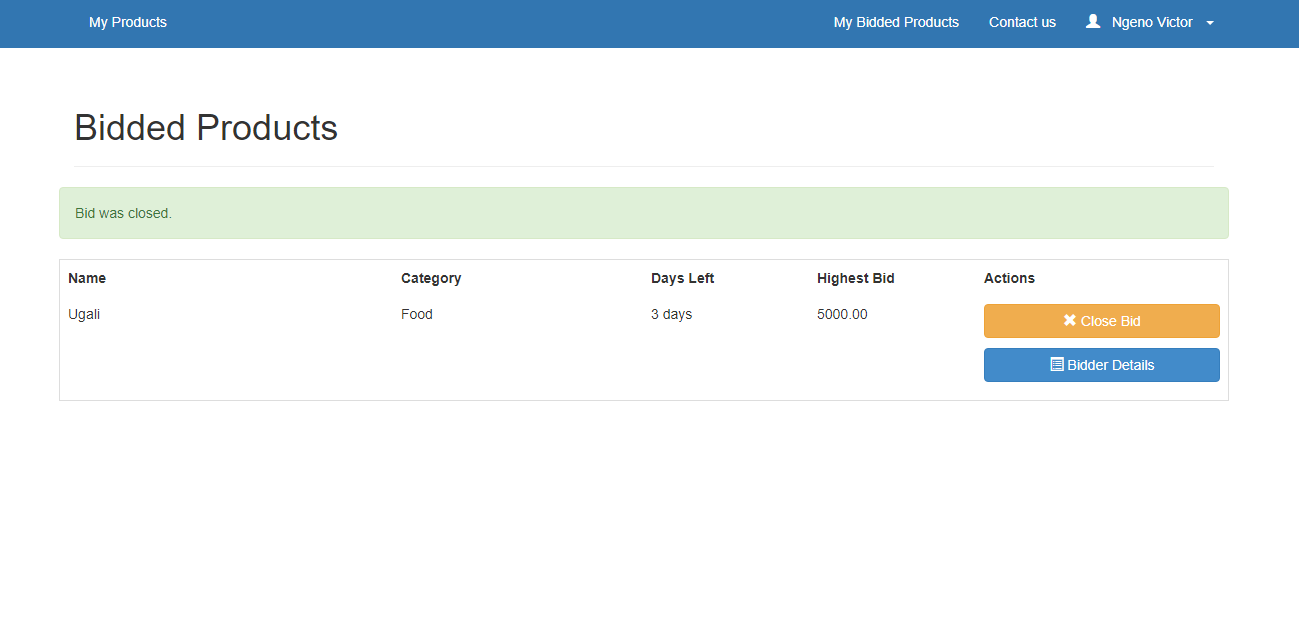 My Products
My Bidded Products
Contact us
Ngeno Victor
Bidded Products
Bid was closed.
Name Category Days Left Highest Bid Actions
Ugali Food 3 days 5000.00
Close Bid
Bidder Details